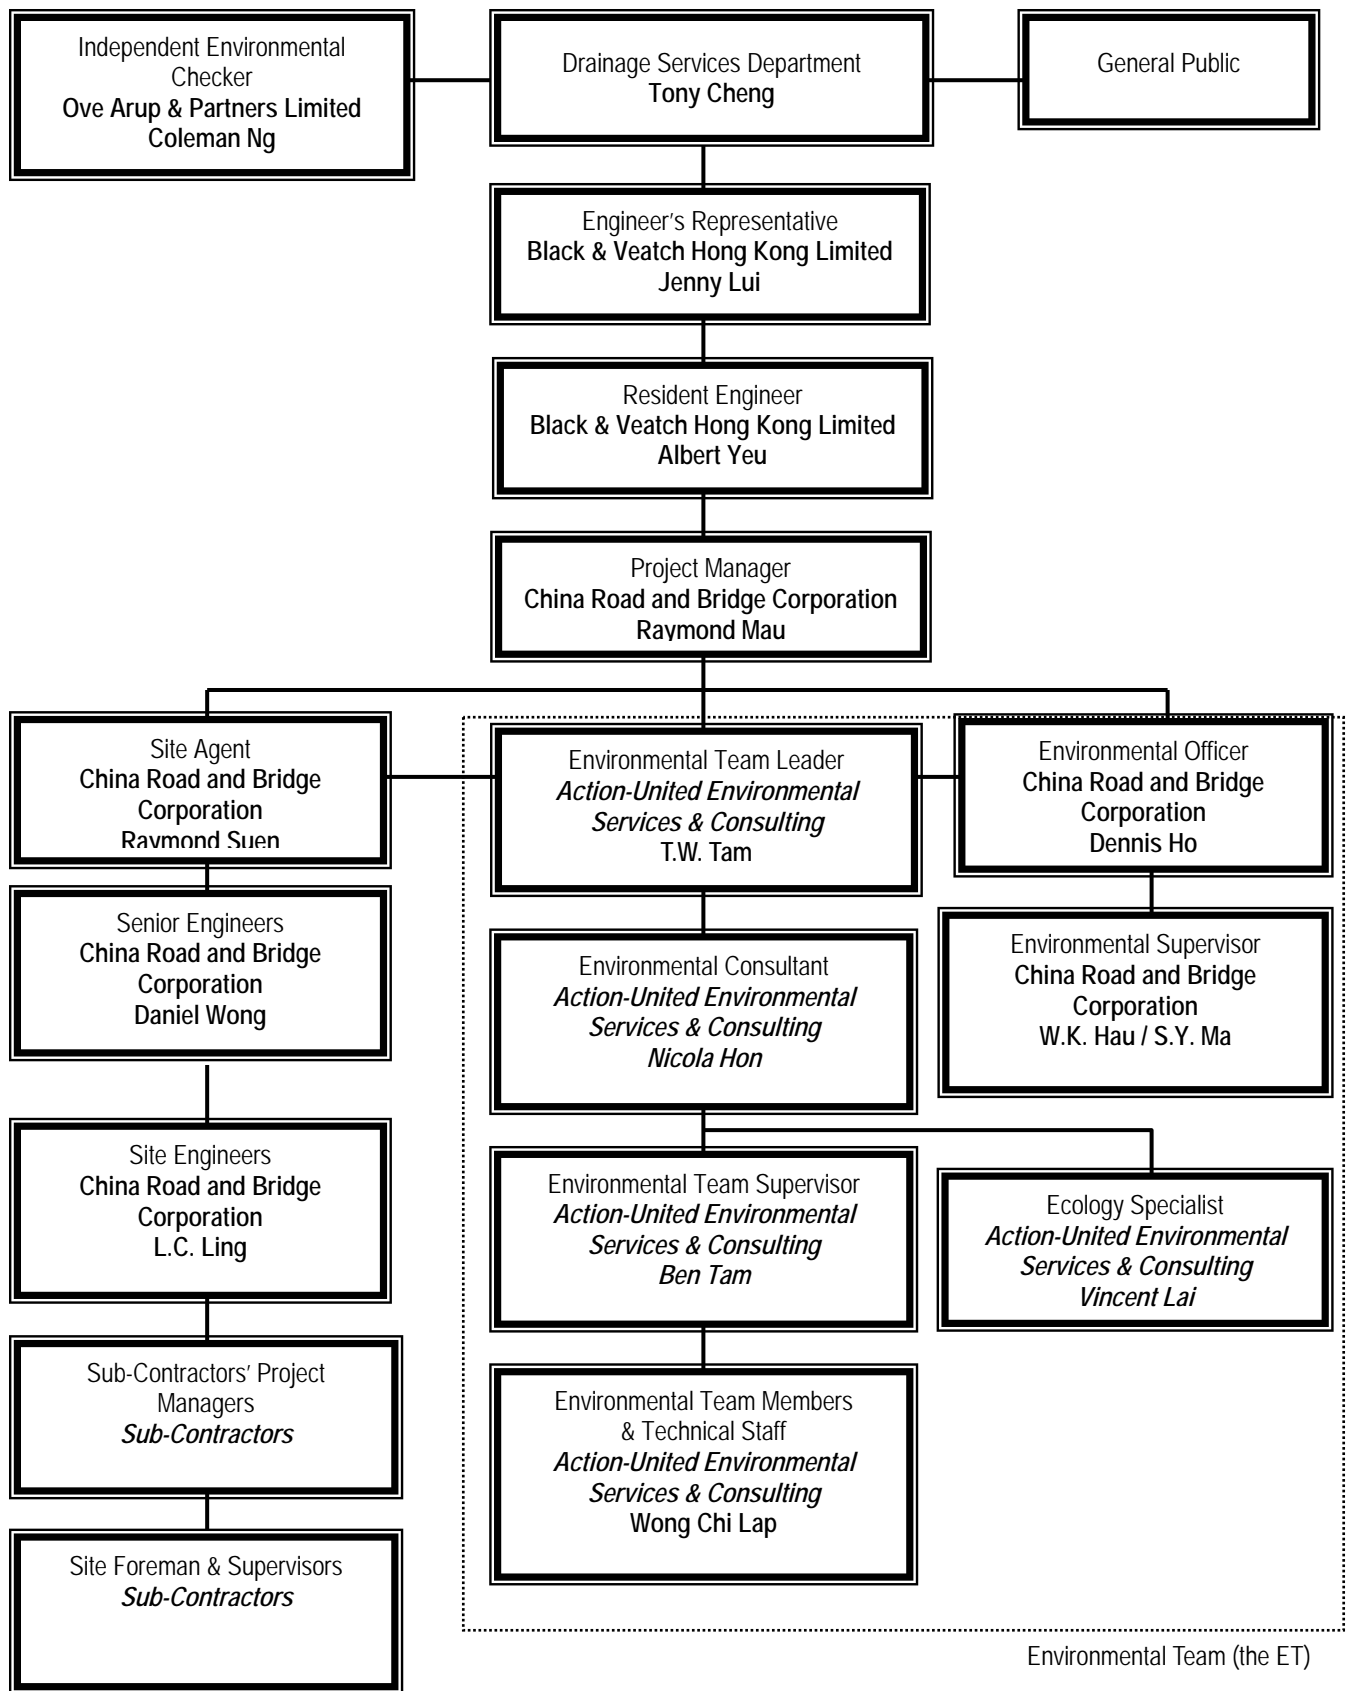 Independent Environmental
Checker
Ove Arup & Partners Limited
Coleman Ng
Drainage Services Department
Tony Cheng
General Public
Engineer's Representative
Black & Veatch Hong Kong Limited
Jenny Lui
Resident Engineer
Black & Veatch Hong Kong Limited
Albert Yeu
Project Manager
China Road and Bridge Corporation
Raymond Mau
Site Agent
China Road and Bridge
Corporation
Raymond Suen
Environmental Team Leader
Action-United Environmental
Services & Consulting
T.W. Tam
Environmental Officer
China Road and Bridge
Corporation
Dennis Ho
Senior Engineers
China Road and Bridge
Corporation
Daniel Wong
Environmental Consultant
Action-United Environmental
Services & Consulting
Nicola Hon
Environmental Supervisor
China Road and Bridge
Corporation
W.K. Hau / S.Y. Ma
Site Engineers
China Road and Bridge
Corporation
L.C. Ling
Environmental Team Supervisor
Action-United Environmental
Services & Consulting
Ben Tam
Ecology Specialist
Action-United Environmental
Services & Consulting
Vincent Lai
Sub-Contractors' Project
Managers
Sub-Contractors
Environmental Team Members
& Technical Staff
Action-United Environmental
Services & Consulting
Wong Chi Lap
Site Foreman & Supervisors
Sub-Contractors
Environmental Team (the ET)